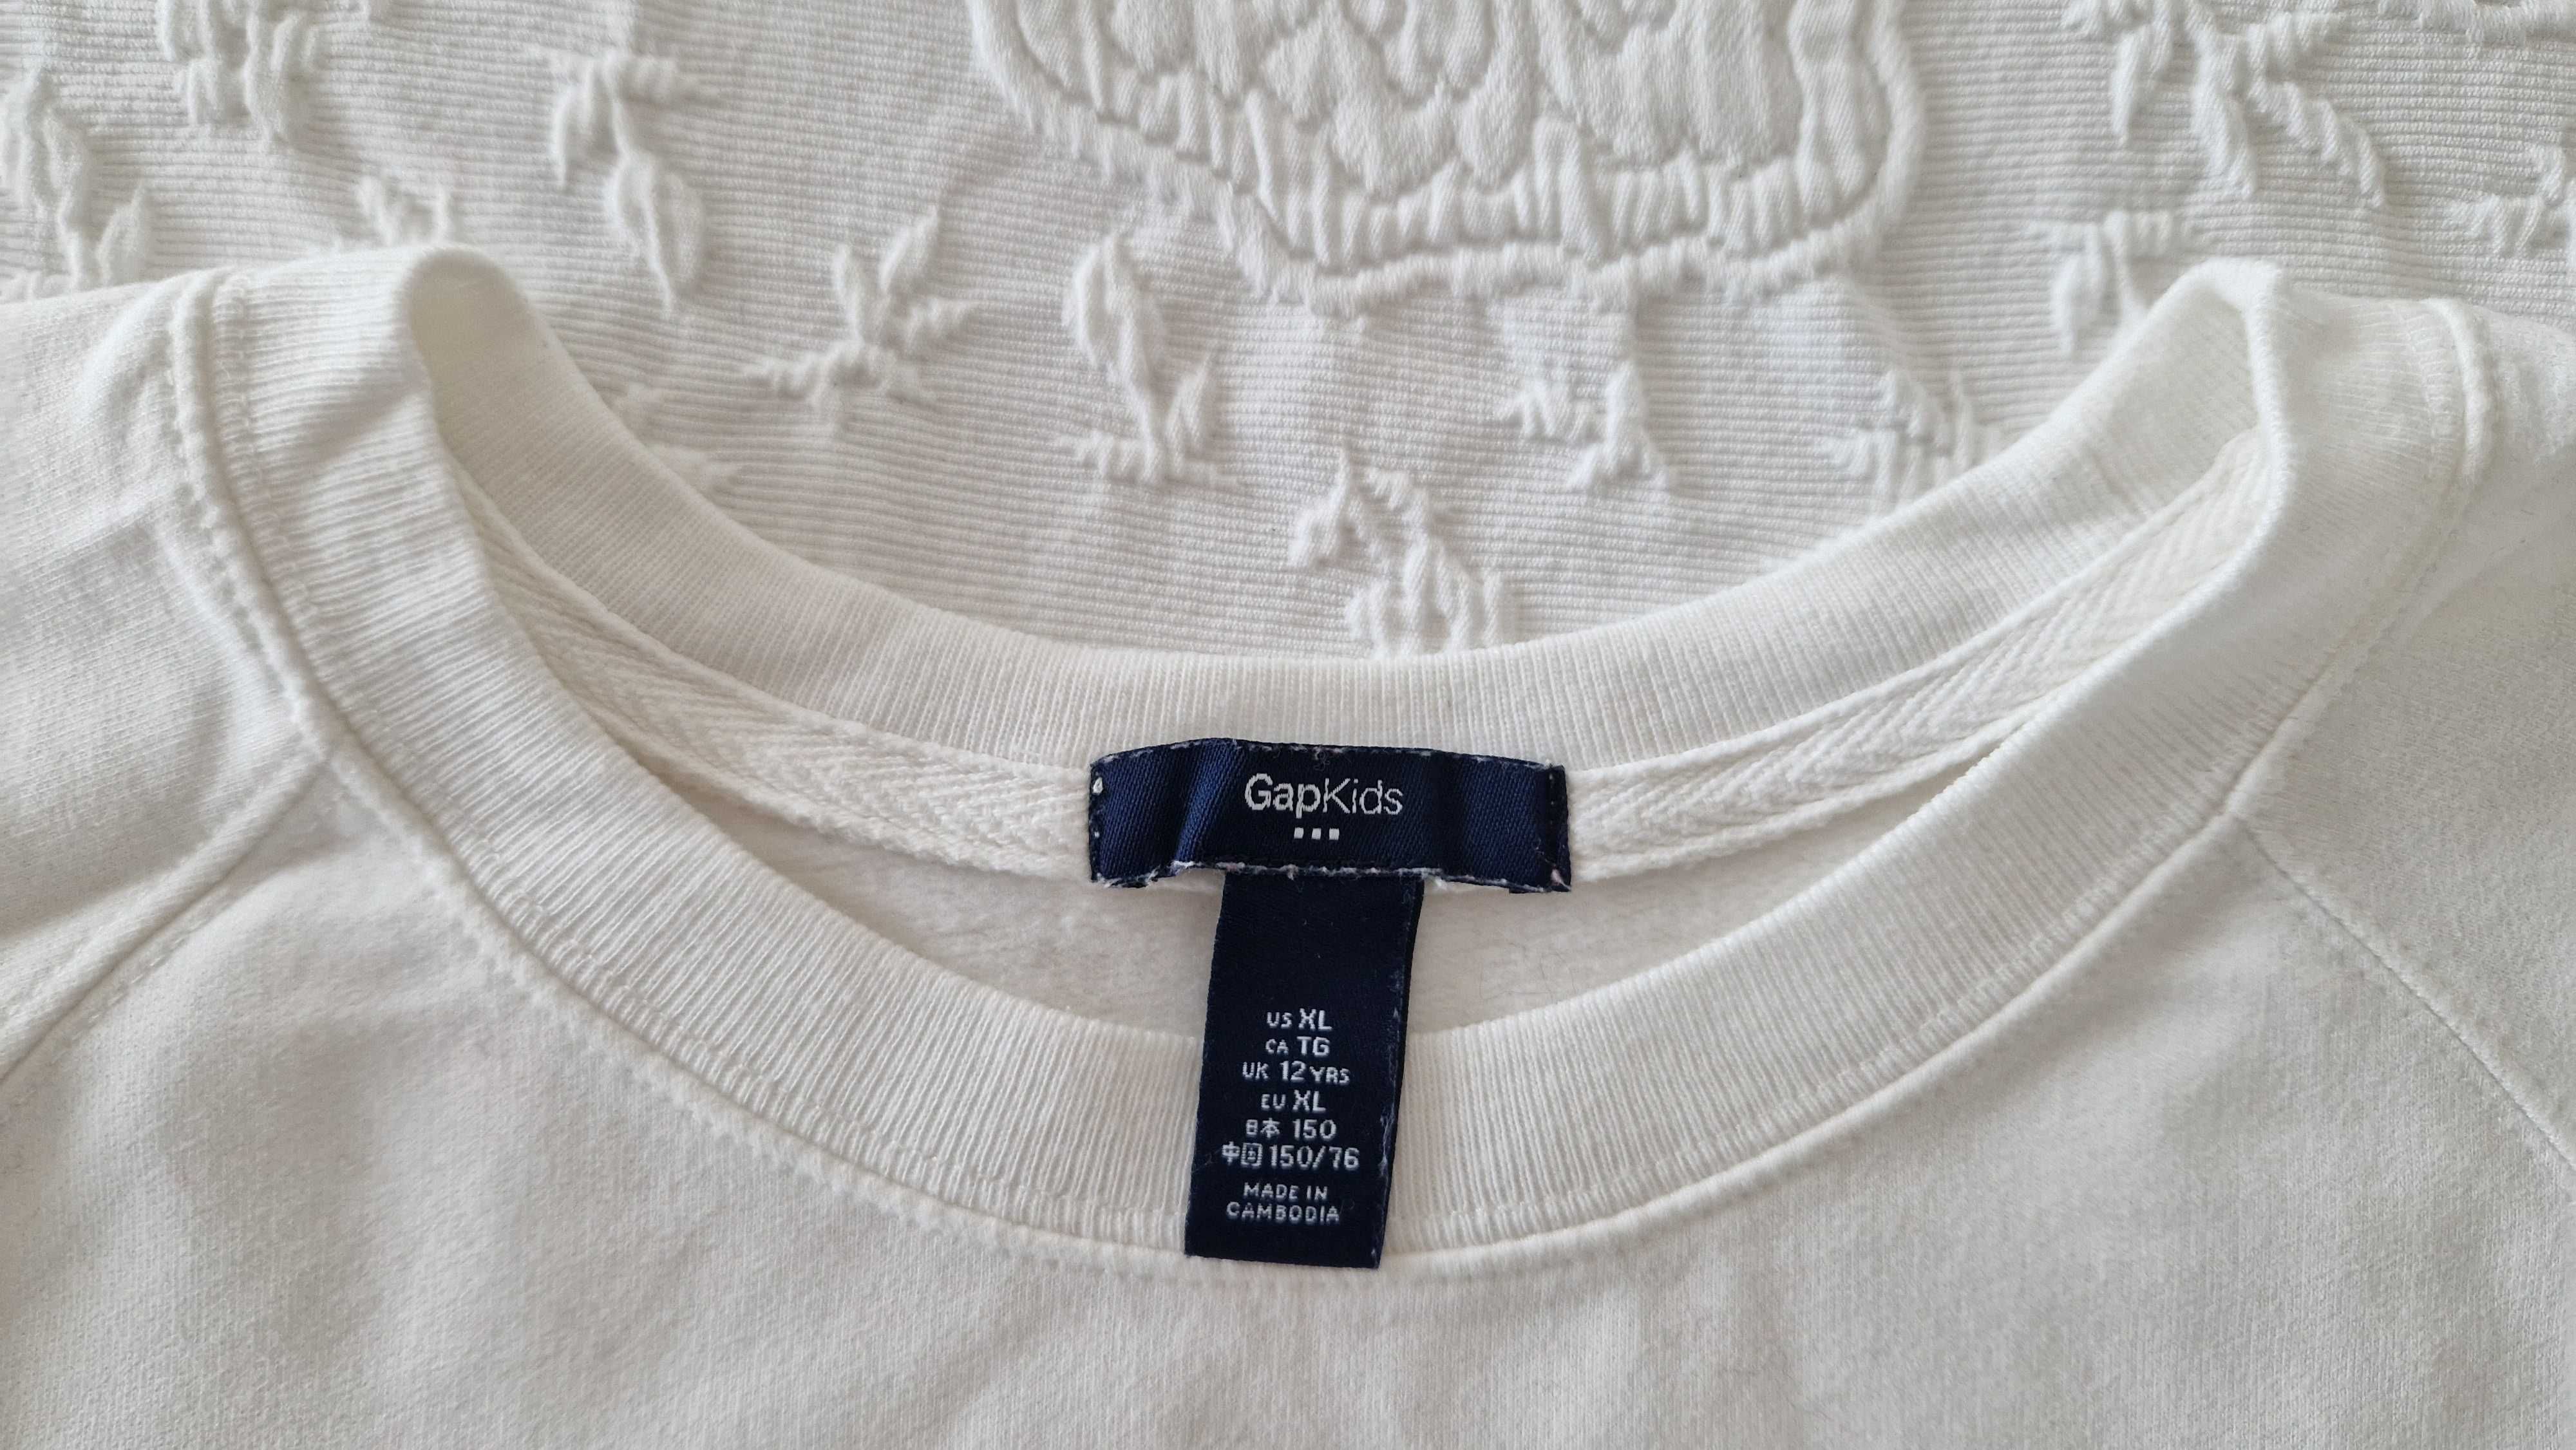 GapKids
US XL
CA TG
UK 12 YRS
EU XL
日本 150
中国 150/76
MADE IN
CAMBODIA